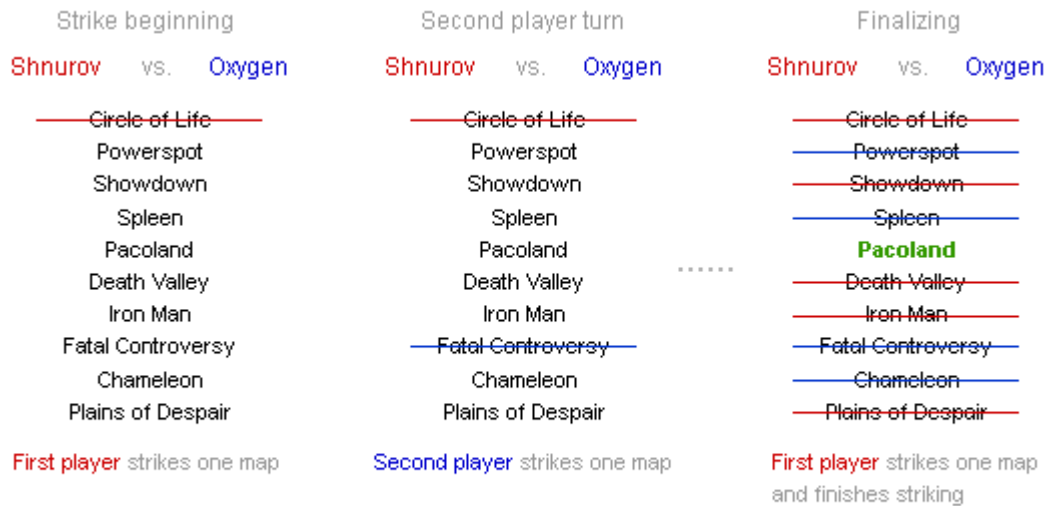 Strike beginning
Shnurov vs. Oxygen
Circle of Life
Powerspot
Showdown
Spleen
Pacoland
Death Valley
Iron Man
Fatal Controversy
Chameleon
Plains of Despair
First player strikes one map
Second player turn
Shnurov vs. Oxygen
Circle of Life
Powerspot
Showdown
Spleen
Pacoland
Death Valley
Iron Man
Fatal Controversy
Chameleon
Plains of Despair
Second player strikes one map
......
Finalizing
Shnurov vs. Oxygen
Circle of Life
Powerspot
Showdown
Spleen
Pacoland
Death Valley
Iron Man
Fatal Controversy
Chameleon
Plains of Despair
First player strikes one map
and finishes striking